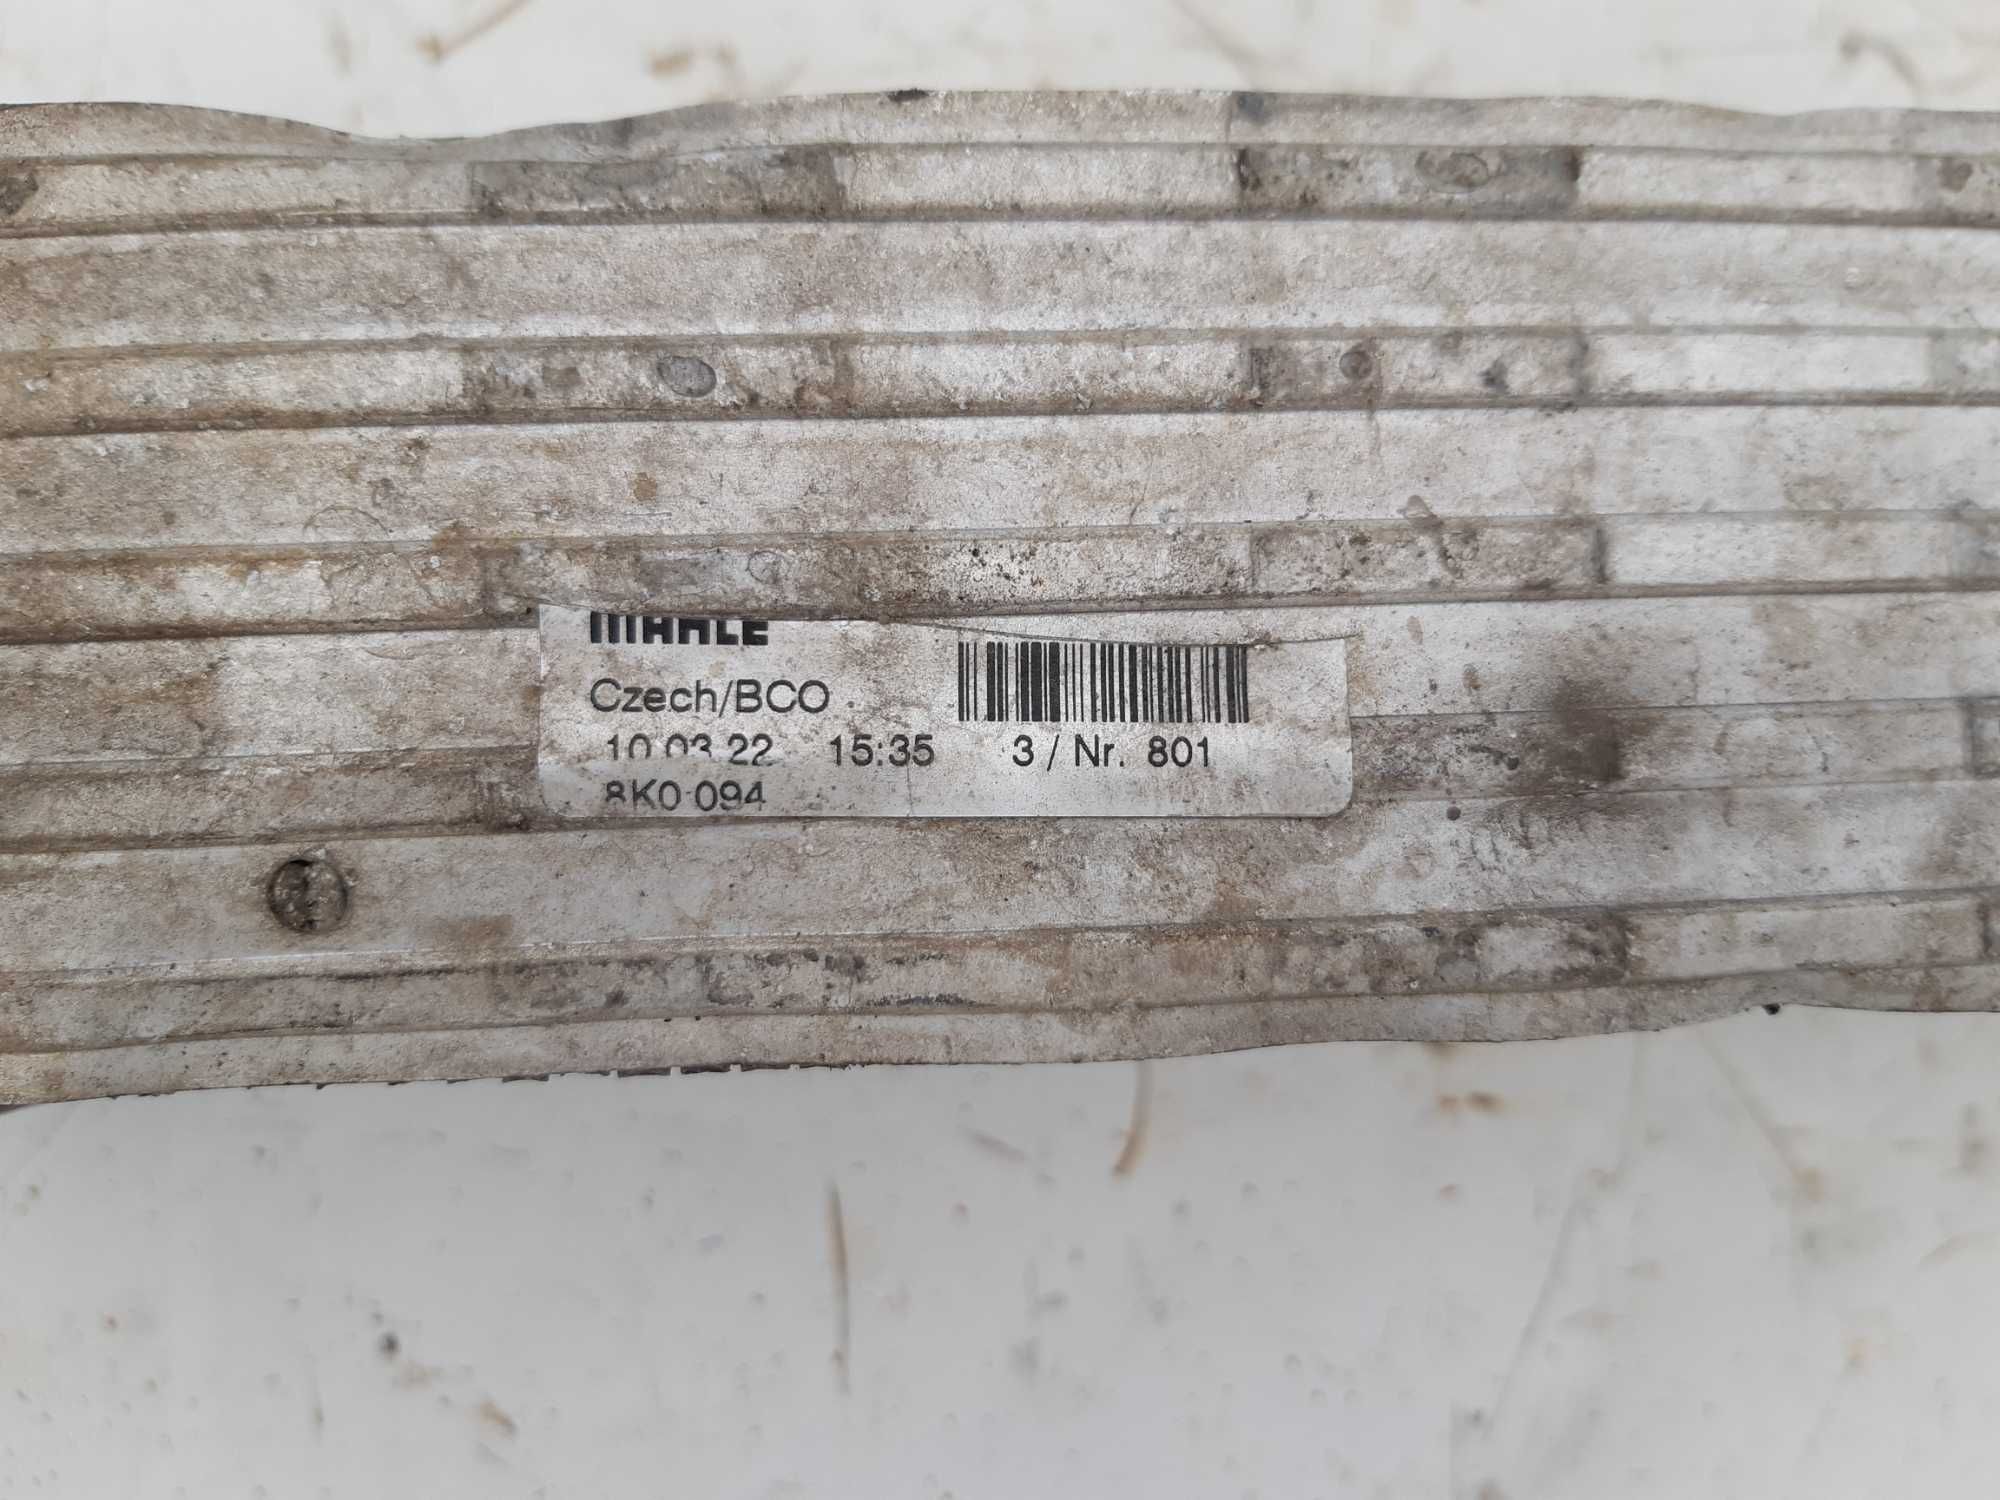 MAHLE
Czech/BCO
10.03.22 15:35 3 / Nr. 801
8K0 094